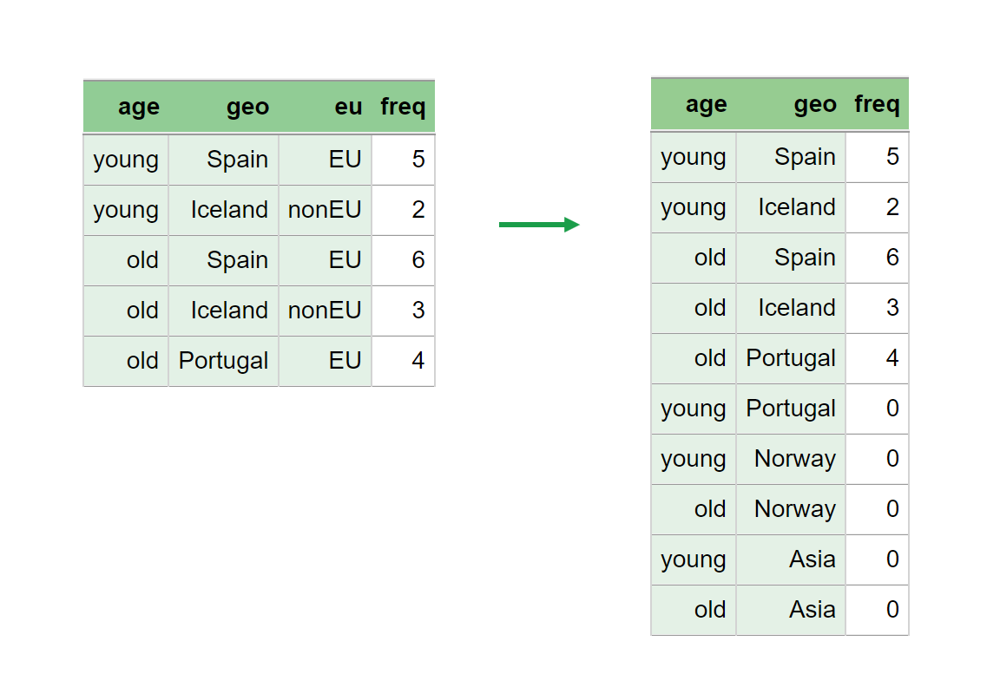 age geo eu freq
young Spain EU 5
young Iceland nonEU 2
old Spain EU 6
old Iceland nonEU 3
old Portugal EU 4
age geo freq
young Spain 5
young Iceland 2
old Spain 6
old Iceland 3
old Portugal 4
young Portugal 0
young Norway 0
old Norway 0
young Asia 0
old Asia 0